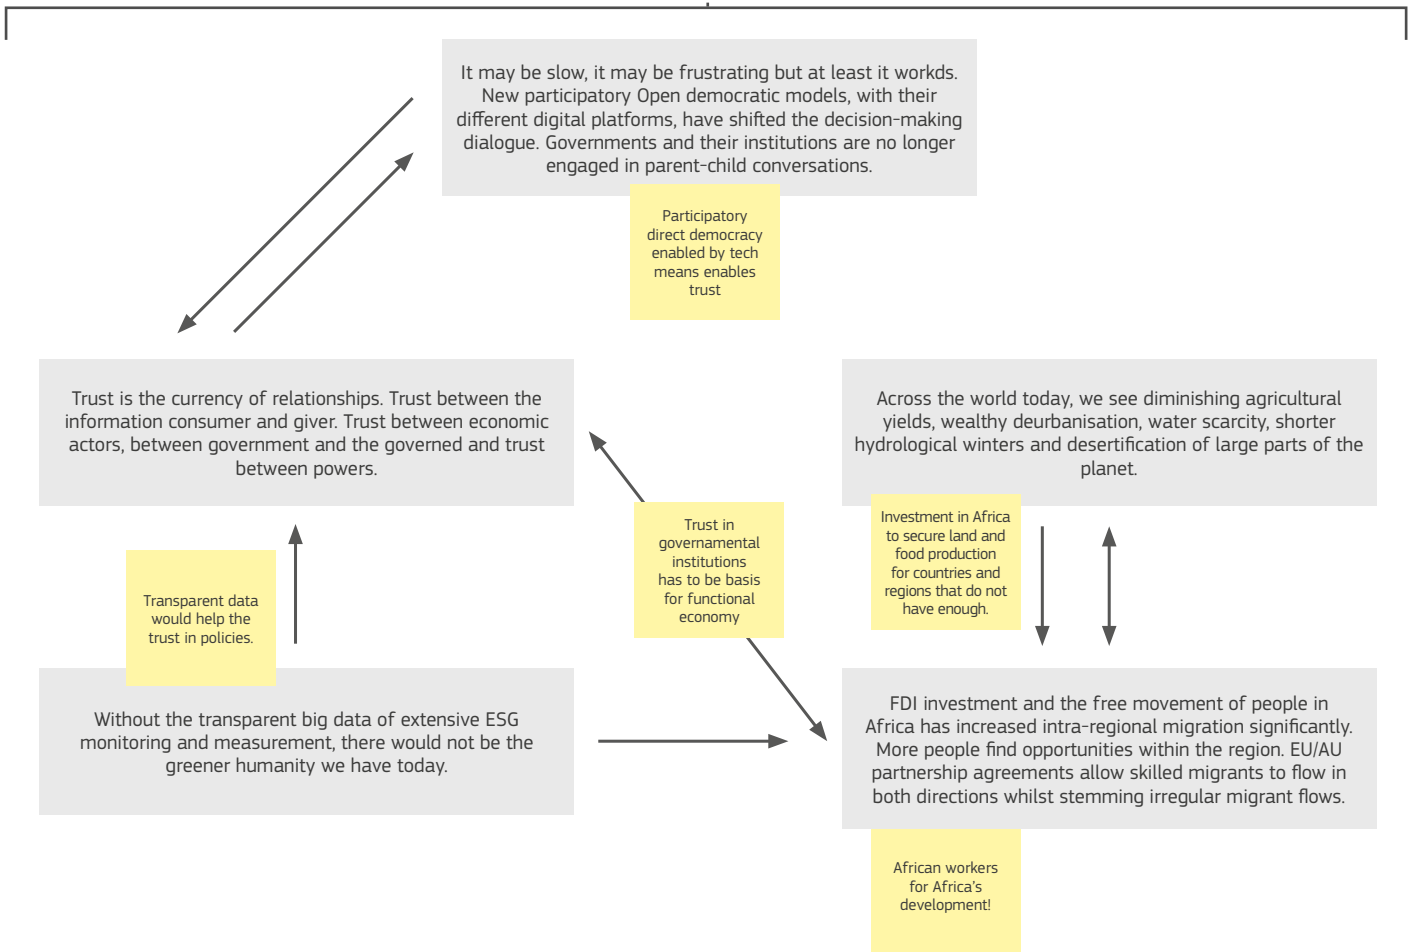 It may be slow, it may be frustrating but at least it workds.
New participatory Open democratic models, with their
different digital platforms, have shifted the decision-making
dialogue. Governments and their institutions are no longer
engaged in parent-child conversations.
Participatory
direct democracy
enabled by tech
means enables
trust
Trust is the currency of relationships. Trust between the
information consumer and giver. Trust between economic
actors, between government and the governed and trust
between powers.
Across the world today, we see diminishing agricultural
yields, wealthy deurbanisation, water scarcity, shorter
hydrological winters and desertification of large parts of the
planet.
Trust in
governamental
institutions
has to be basis
for functional
economy
Investment in Africa
to secure land and
food production
for countries and
regions that do not
have enough.
Transparent data
would help the
trust in policies.
Without the transparent big data of extensive ESG
monitoring and measurement, there would not be the
greener humanity we have today.
FDI investment and the free movement of people in
Africa has increased intra-regional migration significantly.
More people find opportunities within the region. EU/AU
partnership agreements allow skilled migrants to flow in
both directions whilst stemming irregular migrant flows.
African workers
for Africa's
development!